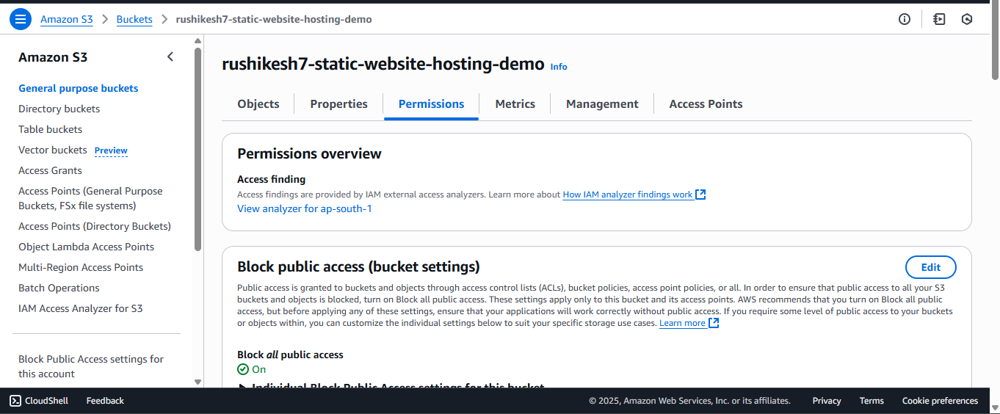 Amazon S3 > Buckets > rushikesh7-static-website-hosting-demo
Amazon S3
General purpose buckets
Directory buckets
Table buckets
Vector buckets Preview
Access Grants
Access Points (General Purpose
Buckets, FSx file systems)
Access Points (Directory Buckets)
Object Lambda Access Points
Multi-Region Access Points
Batch Operations
IAM Access Analyzer for S3
Block Public Access settings for
this account
rushikesh7-static-website-hosting-demo Info
Objects Properties Permissions Metrics Management Access Points
Permissions overview
Access finding
Access findings are provided by IAM external access analyzers. Learn more about How IAM analyzer findings work
View analyzer for ap-south-1
Block public access (bucket settings)
Edit
Public access is granted to buckets and objects through access control lists (ACLs), bucket policies, access point policies, or all. In order to ensure that public access to all your S3
buckets and objects is blocked, turn on Block all public access. These settings apply only to this bucket and its access points. AWS recommends that you turn on Block all public
access, but before applying any of these settings, ensure that your applications will work correctly without public access. If you require some level of public access to your buckets
or objects within, you can customize the individual settings below to suit your specific storage use cases. Learn more
Block all public access
On
Individual Block Public Access settings for this bucket
CloudShell Feedback © 2025, Amazon Web Services, Inc. or its affiliates. Privacy Terms Cookie preferences